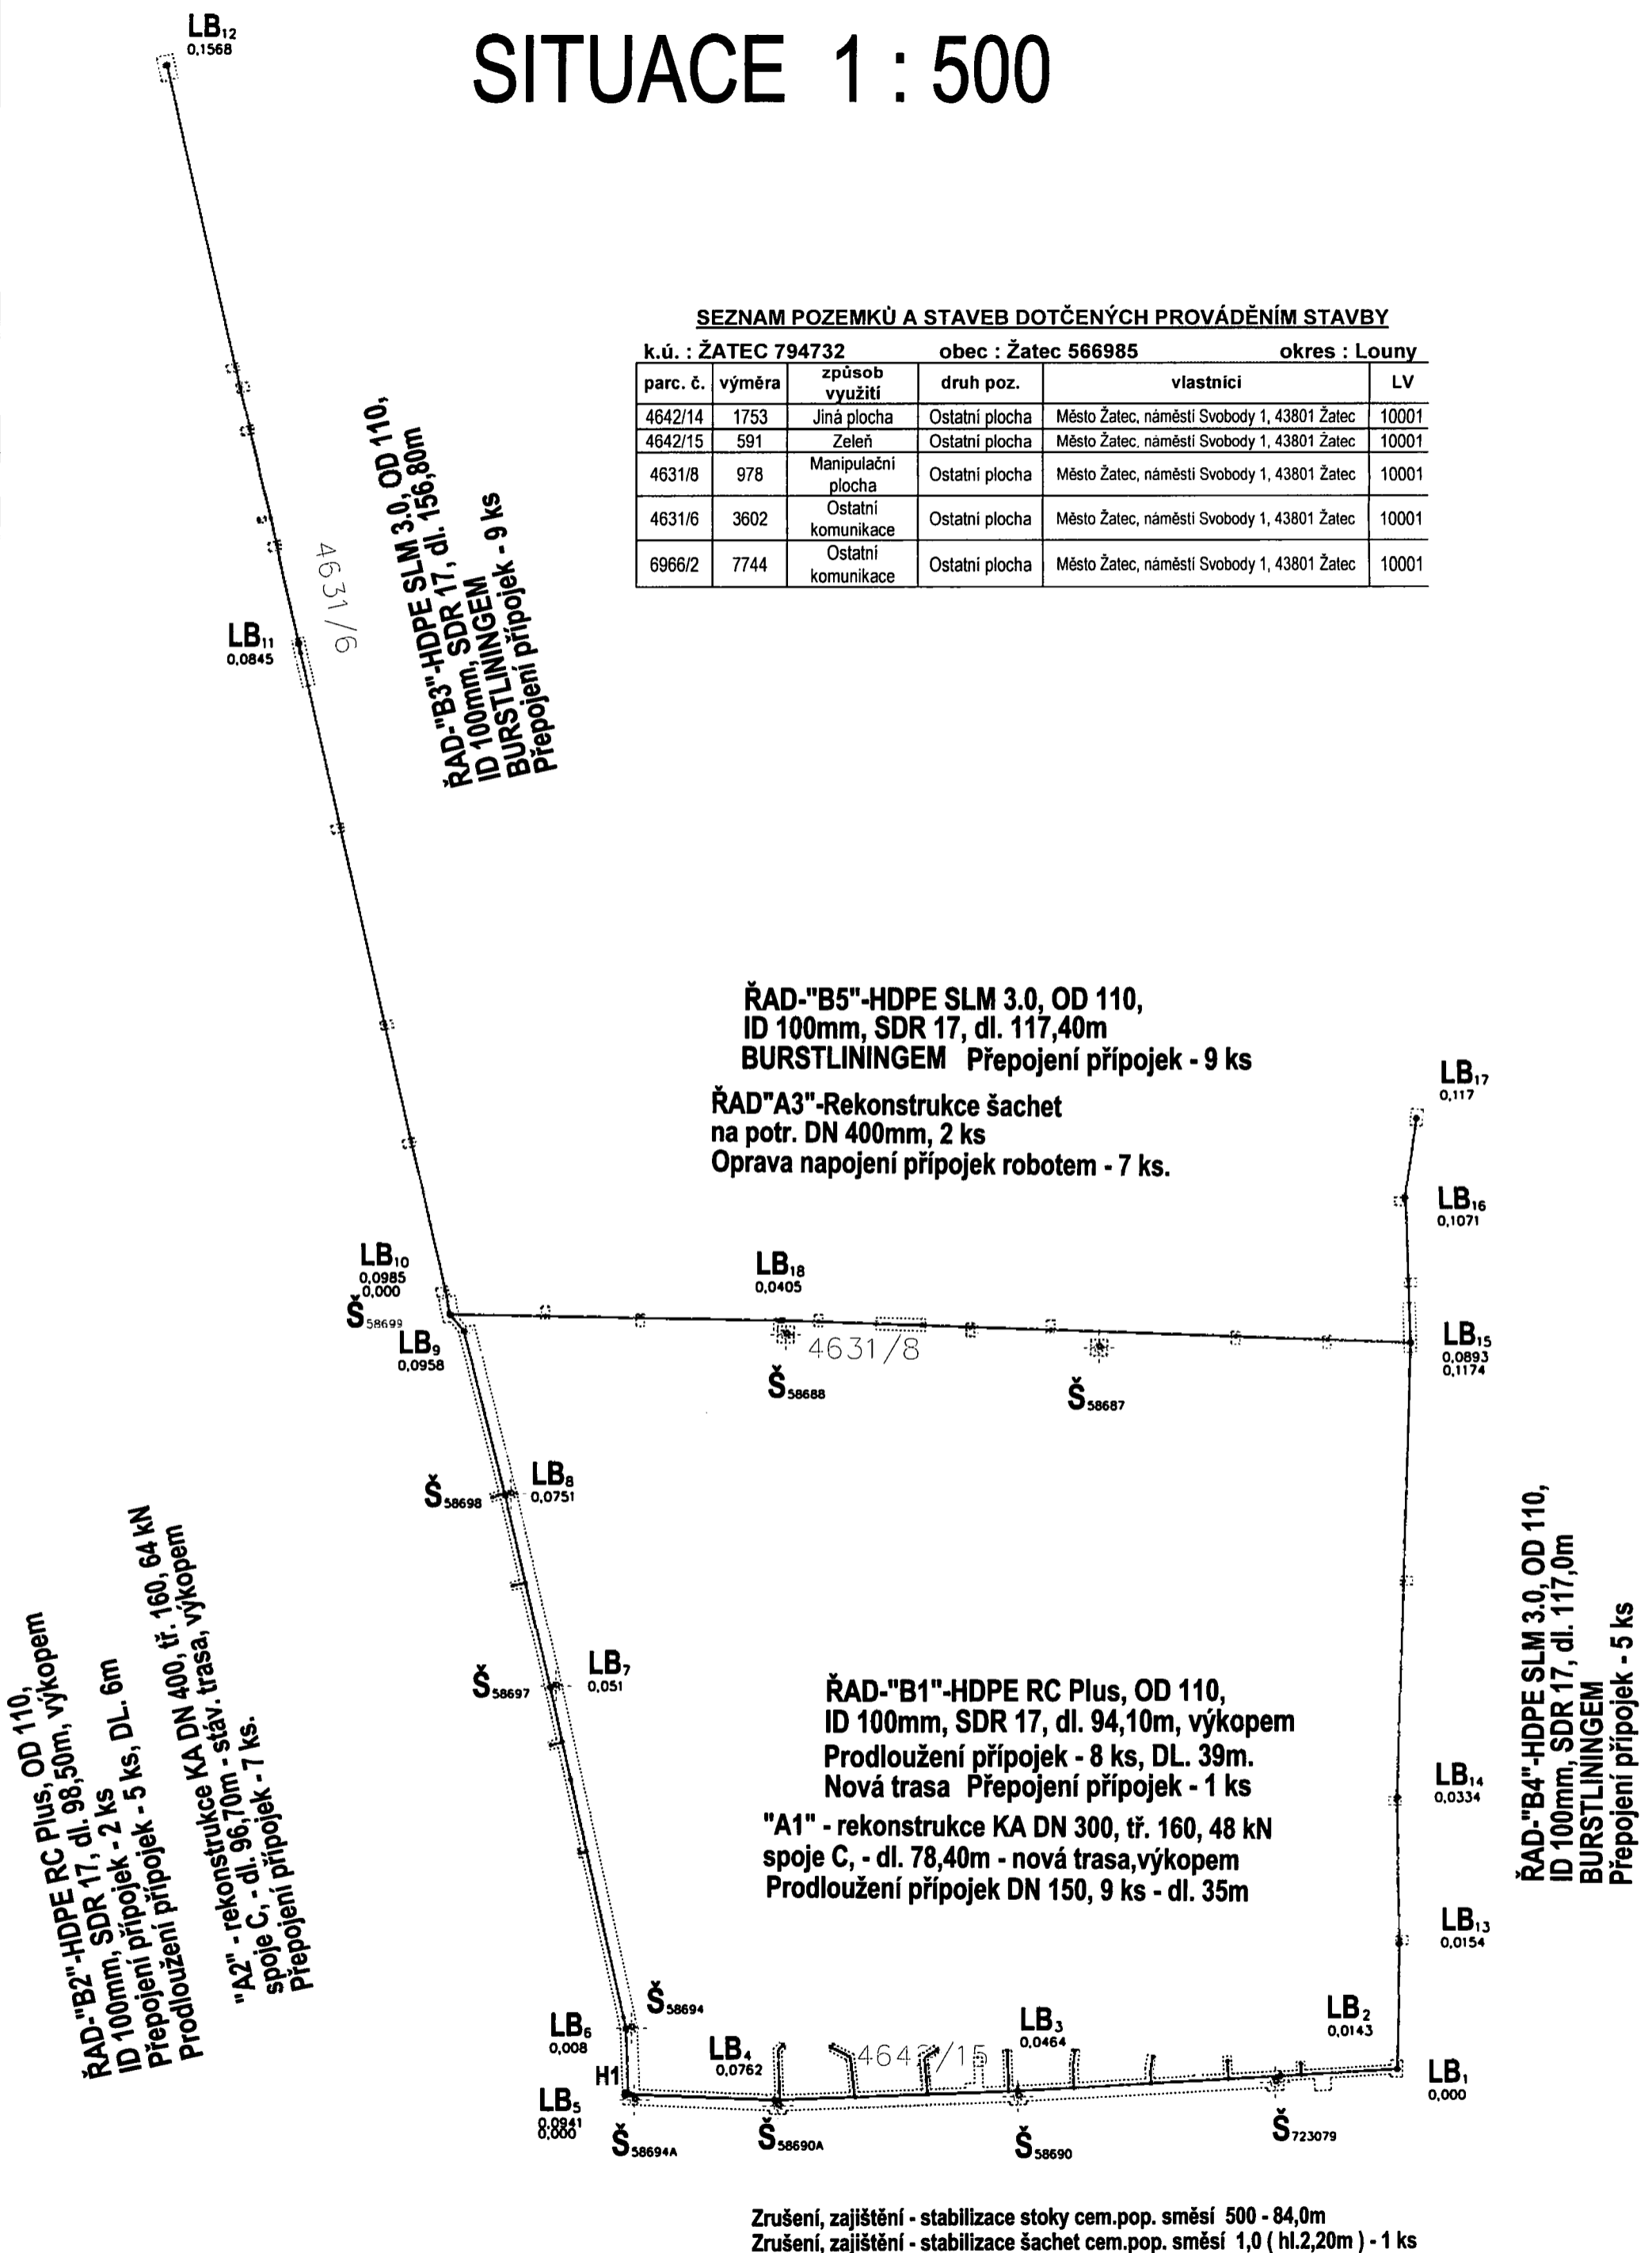 LB12
0,1568
SITUACE 1 : 500
SEZNAM POZEMKŮ A STAVEB DOTČENÝCH PROVÁDĚNÍM STAVBY
k.ú. : ŽATEC 794732 obec : Žatec 566985 okres : Louny
parc. č. výměra způsob využití druh poz. vlastníci LV
4642/14 1753 Jiná plocha Ostatní plocha Město Žatec, náměstí Svobody 1, 43801 Žatec 10001
4642/15 591 Zeleň Ostatní plocha Město Žatec, náměstí Svobody 1, 43801 Žatec 10001
4631/8 978 Manipulační plocha Ostatní plocha Město Žatec, náměstí Svobody 1, 43801 Žatec 10001
4631/6 3602 Ostatní komunikace Ostatní plocha Město Žatec, náměstí Svobody 1, 43801 Žatec 10001
6966/2 7744 Ostatní komunikace Ostatní plocha Město Žatec, náměstí Svobody 1, 43801 Žatec 10001
ŘAD-"B3"-HDPE SLM 3.0, OD 110,
ID 100mm, SDR 17, dl. 156,80m
BURSTLININGEM
Přepojení přípojek - 9 ks
4631/6
LB11
0,0845
ŘAD-"B5"-HDPE SLM 3.0, OD 110,
ID 100mm, SDR 17, dl. 117,40m
BURSTLININGEM Přepojení přípojek - 9 ks
ŘAD"A3"-Rekonstrukce šachet
na potr. DN 400mm, 2 ks
Oprava napojení přípojek robotem - 7 ks.
LB17
0,117
LB16
0,1071
LB10
0,0985
0,000
Š58699
LB18
0,0405
LB9
0,0958
4631/8
LB15
0,0893
0,1174
Š58688
Š58687
LB8
0,0751
Š58698
LB7
0,051
Š58697
ŘAD-"B4"-HDPE SLM 3.0, OD 110,
ID 100mm, SDR 17, dl. 117,0m
BURSTLININGEM
Přepojení přípojek - 5 ks
ŘAD-"B2"-HDPE RC Plus, OD 110,
ID 100mm, SDR 17, dl. 98,50m, výkopem
Přepojení přípojek - 2 ks
Prodloužení přípojek - 5 ks, DL. 6m
"A2" - rekonstrukce KA DN 400, tř. 160, 64 kN
spoje C, - dl. 96,70m - stáv. trasa, výkopem
Přepojení přípojek - 7 ks.
ŘAD-"B1"-HDPE RC Plus, OD 110,
ID 100mm, SDR 17, dl. 94,10m, výkopem
Prodloužení přípojek - 8 ks, DL. 39m.
Nová trasa Přepojení přípojek - 1 ks
"A1" - rekonstrukce KA DN 300, tř. 160, 48 kN
spoje C, - dl. 78,40m - nová trasa,výkopem
Prodloužení přípojek DN 150, 9 ks - dl. 35m
LB14
0,0334
LB13
0,0154
Š58694
LB6
0,008
LB4
0,0762
LB3
0,0464
LB2
0,0143
4642/15
H1
LB1
0,000
LB5
0,0941
0,000
Š58694A
Š58690A
Š58690
Š723079
Zrušení, zajištění - stabilizace stoky cem.pop. směsí 500 - 84,0m
Zrušení, zajištění - stabilizace šachet cem.pop. směsí 1,0 ( hl.2,20m ) - 1 ks